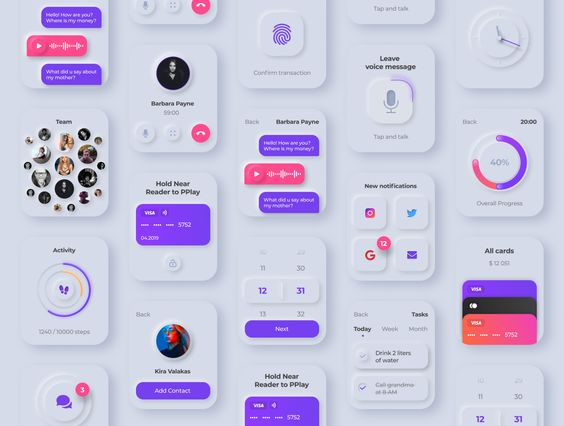 Hello! How are you?
Where is my money?
What did u say about
my mother?
Team
Activity
1240 / 10000 steps
3
Barbara Payne
59:00
Hold Near
Reader to PPlay
VISA
•••• •••• •••• 5752
04.2019
Back
Kira Valakas
Add Contact
Confirm transaction
Back Barbara Payne
Hello! How are you?
Where is my money?
What did u say about
my mother?
11 30
12 31
13 32
Next
Hold Near
Reader to PPlay
VISA
•••• •••• •••• 5752
Tap and talk
Leave
voice message
Tap and talk
New notifications
G
12
Back Tasks
Today Week Month
Drink 2 liters
of water
Call grandma
at 8 AM
Back 20:00
40%
Overall Progress
All cards
$ 12 051
VISA
VISA
•••• •••• •••• 5752
11 30
12 31